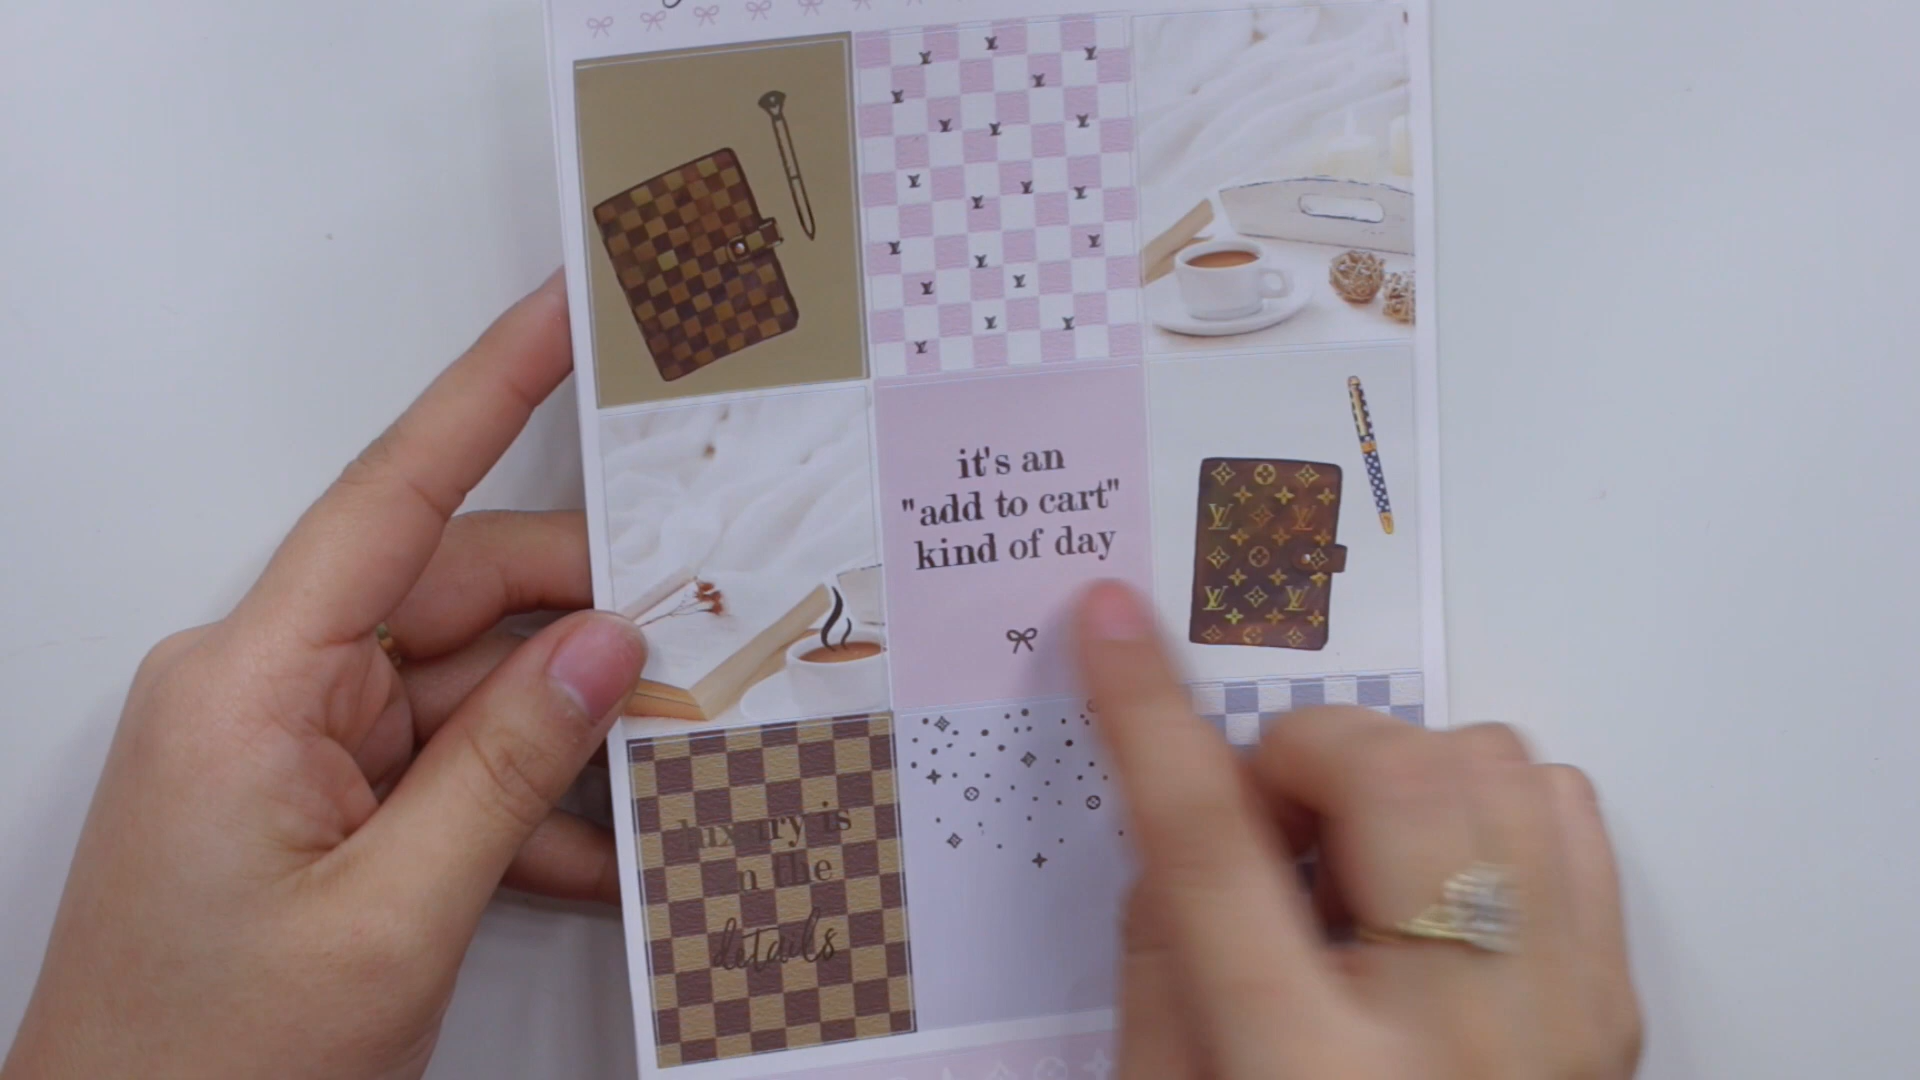 it's an
"add to cart"
kind of day
luxury is
in the
details